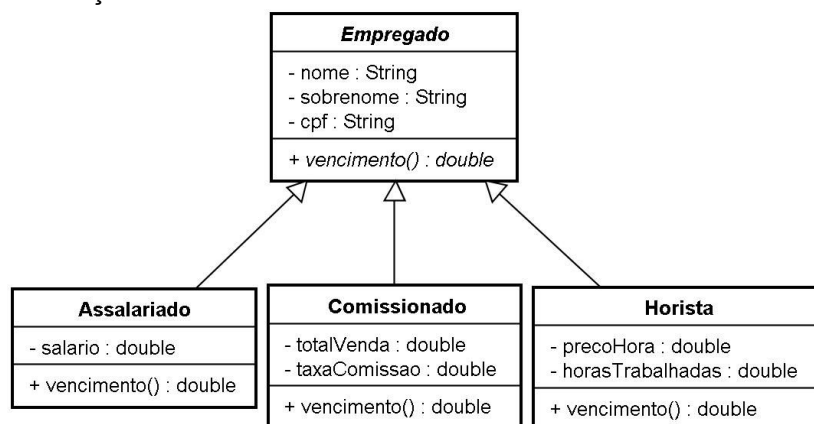 Empregado
- nome : String
- sobrenome : String
- cpf : String
+ vencimento() : double
Assalariado
- salario : double
+ vencimento() : double
Comissionado
- totalVenda : double
- taxaComissao : double
+ vencimento() : double
Horista
- precoHora : double
- horasTrabalhadas : double
+ vencimento() : double